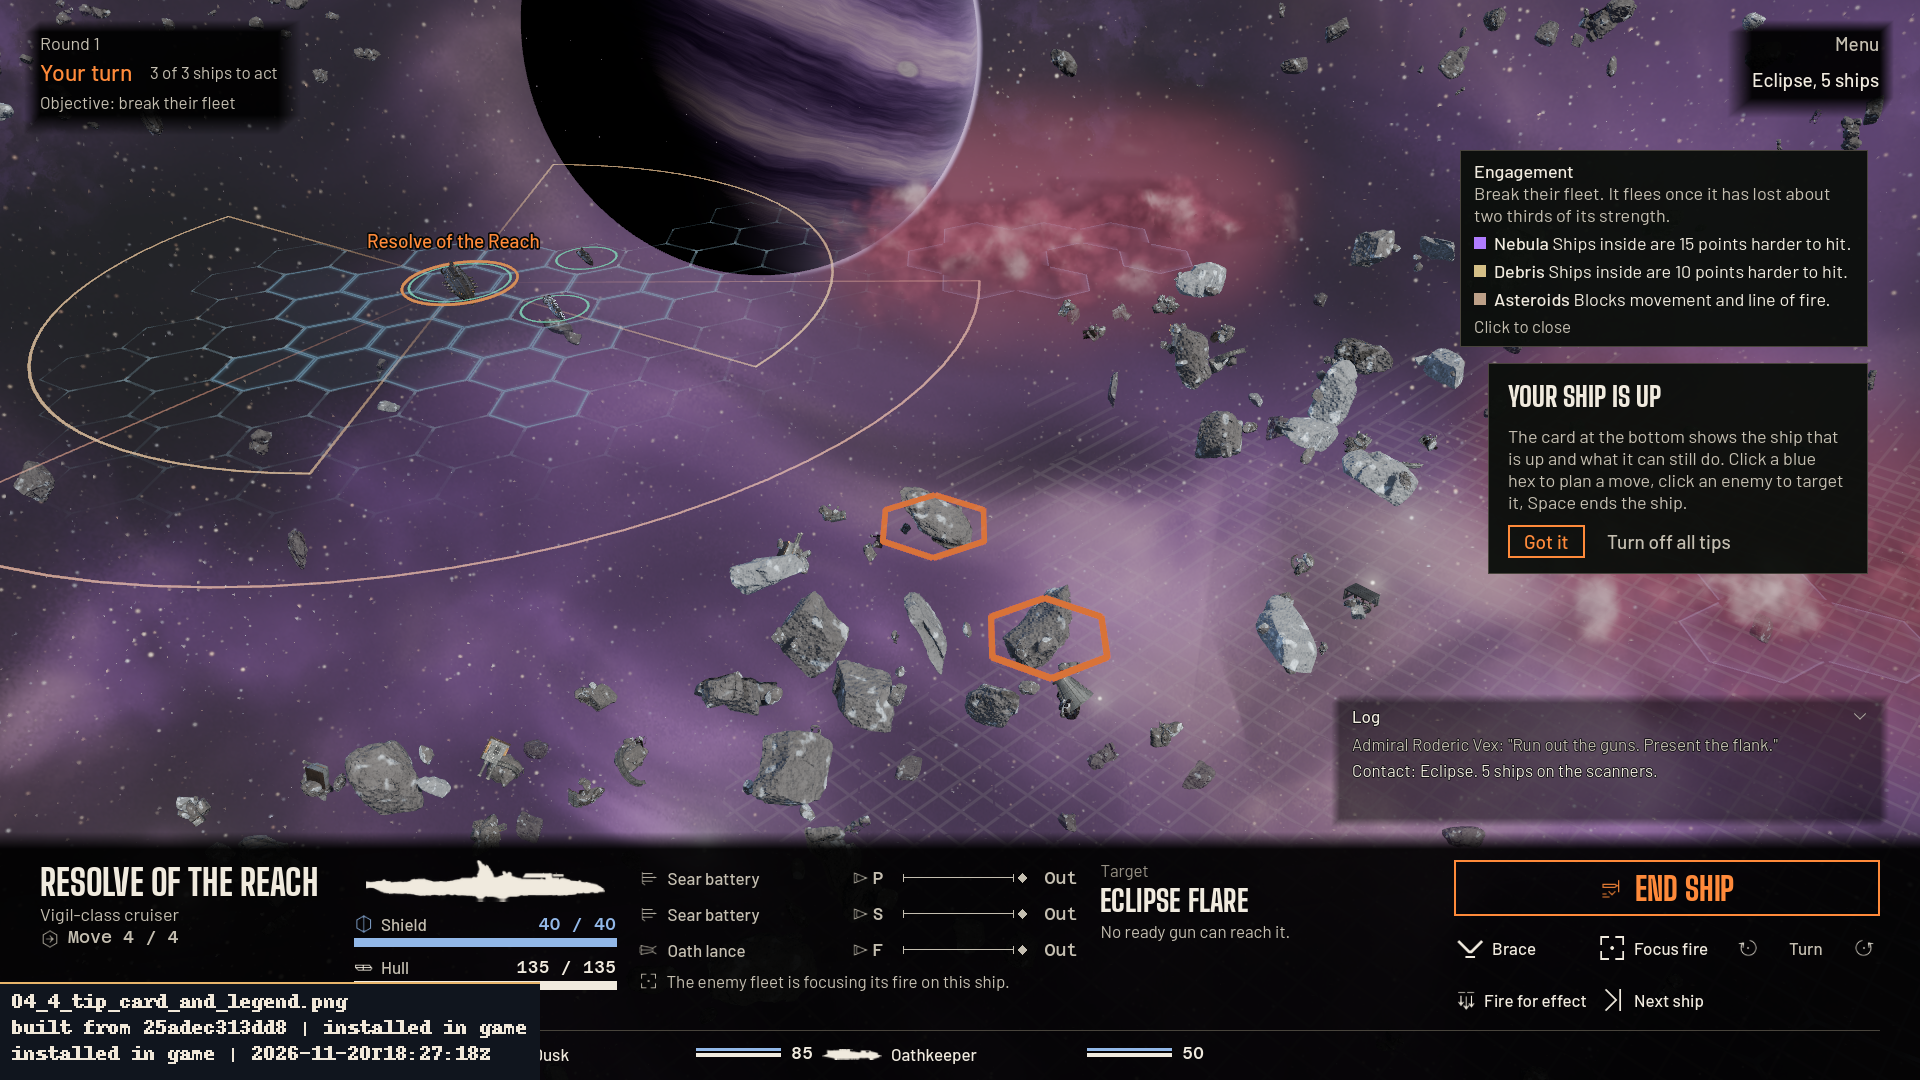 Round 1
Your turn 3 of 3 ships to act
Objective: break their fleet
Menu
Eclipse, 5 ships
Resolve of the Reach
Engagement
Break their fleet. It flees once it has lost about
two thirds of its strength.
Nebula Ships inside are 15 points harder to hit.
Debris Ships inside are 10 points harder to hit.
Asteroids Blocks movement and line of fire.
Click to close
YOUR SHIP IS UP
The card at the bottom shows the ship that
is up and what it can still do. Click a blue
hex to plan a move, click an enemy to target
it, Space ends the ship.
Got it Turn off all tips
Log
Admiral Roderic Vex: "Run out the guns. Present the flank."
Contact: Eclipse. 5 ships on the scanners.
RESOLVE OF THE REACH
Vigil-class cruiser
Move 4 / 4
Shield 40 / 40
Hull 135 / 135
Sear battery P Out
Sear battery S Out
Oath lance F Out
The enemy fleet is focusing its fire on this ship.
Target
ECLIPSE FLARE
No ready gun can reach it.
END SHIP
Brace Focus fire Turn
Fire for effect Next ship
04_4_tip_card_and_legend.png
built from 25adec313dd8 | installed in game
installed in game | 2026-11-20T18:27:18Z
Dusk 85 Oathkeeper 50